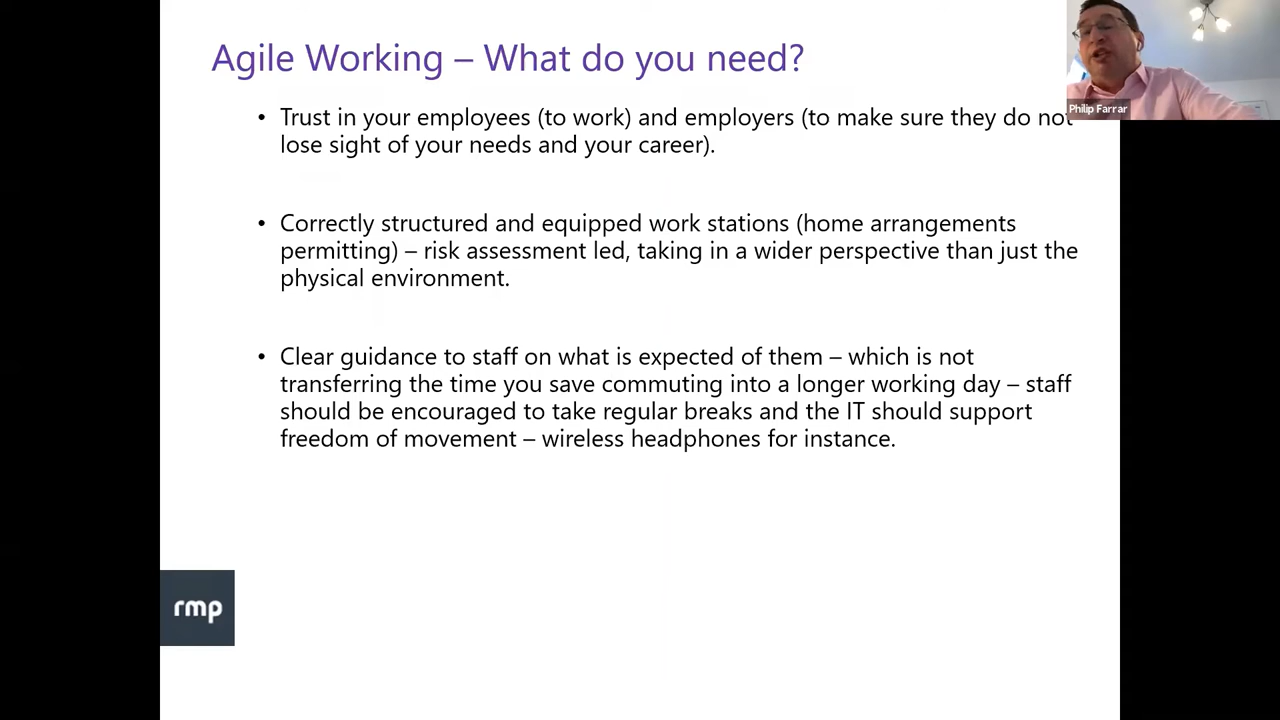 Agile Working – What do you need?
Philip Farrar
• Trust in your employees (to work) and employers (to make sure they do not
lose sight of your needs and your career).
• Correctly structured and equipped work stations (home arrangements
permitting) – risk assessment led, taking in a wider perspective than just the
physical environment.
• Clear guidance to staff on what is expected of them – which is not
transferring the time you save commuting into a longer working day – staff
should be encouraged to take regular breaks and the IT should support
freedom of movement – wireless headphones for instance.
rmp